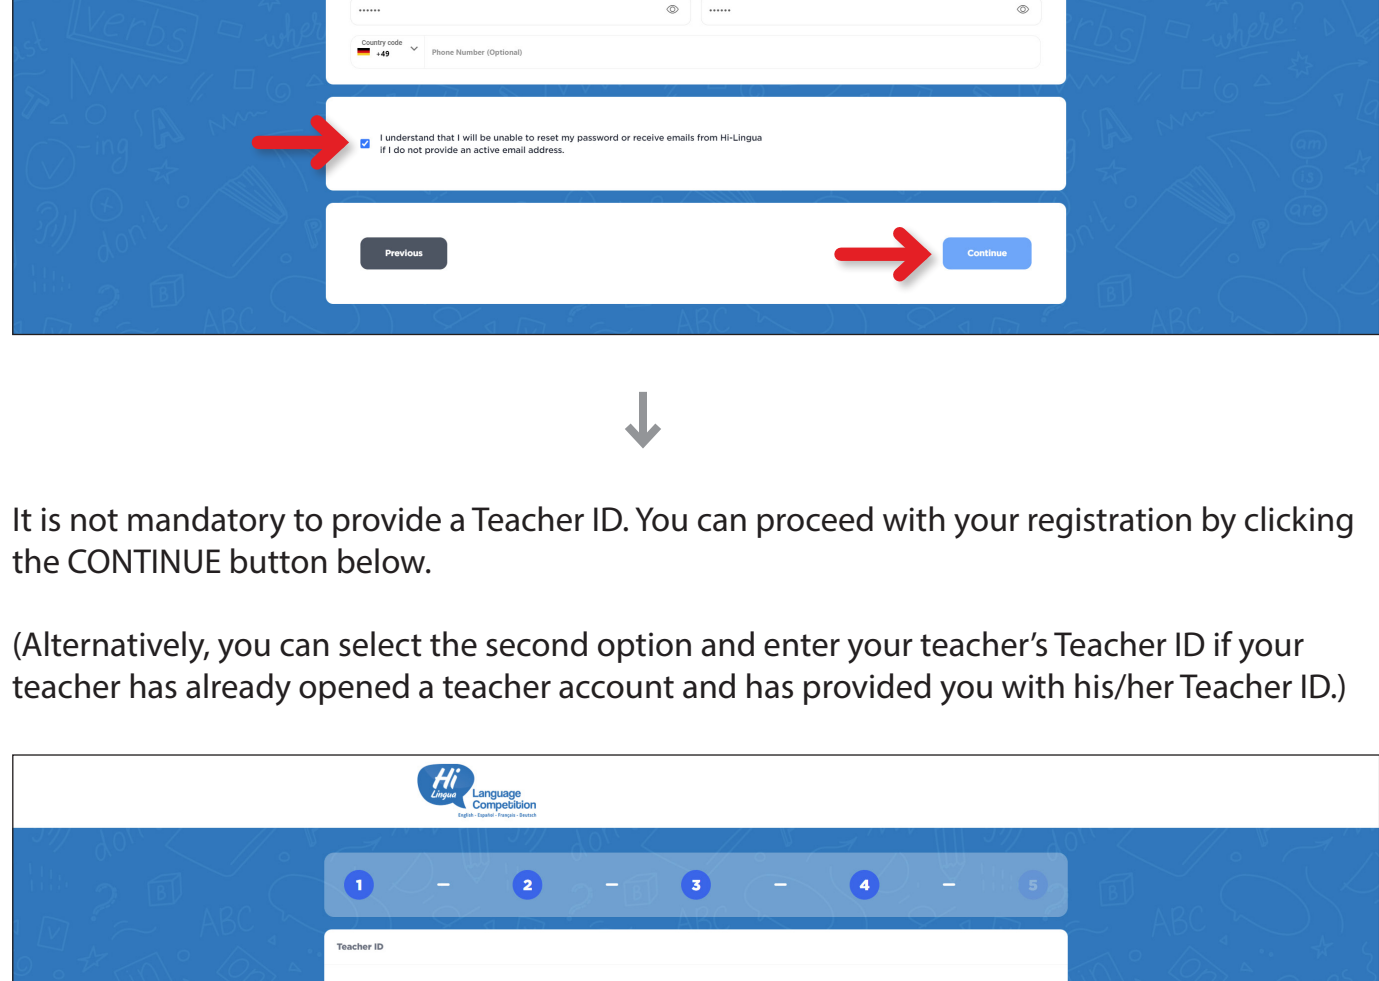 ••••••
••••••
Country code
+49
Phone Number (Optional)
I understand that I will be unable to reset my password or receive emails from Hi-Lingua
if I do not provide an active email address.
Previous
Continue
It is not mandatory to provide a Teacher ID. You can proceed with your registration by clicking
the CONTINUE button below.
(Alternatively, you can select the second option and enter your teacher’s Teacher ID if your
teacher has already opened a teacher account and has provided you with his/her Teacher ID.)
Hi
Lingua
Language
Competition
English - Español - Français - Deutsch
1 – 2 – 3 – 4 – 5
Teacher ID